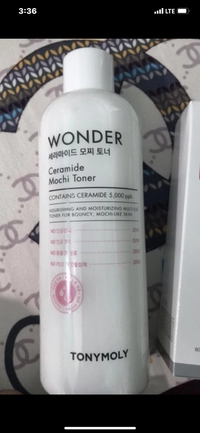 3:36
LTE
WONDER
세라마이드 모찌 토너
Ceramide
Mochi Toner
CONTAINS CERAMIDE 5,000 ppm
NOURISHING AND MOISTURIZING MOCHI
TONER FOR BOUNCY, MOCHI-LIKE SKIN
TONYMOLY